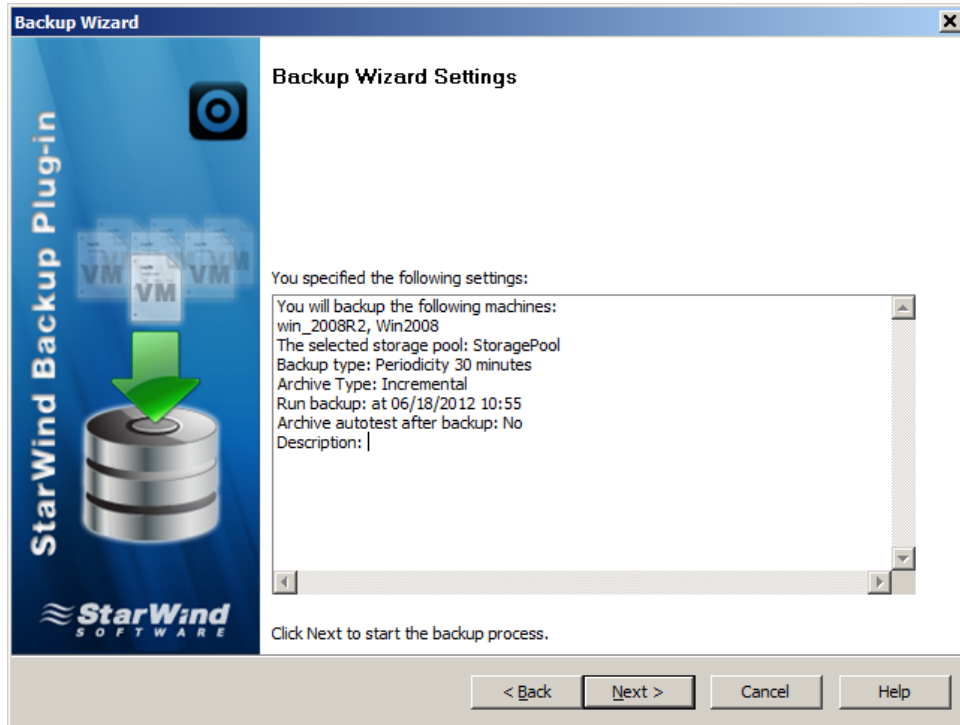 Backup Wizard
StarWind Backup Plug-in
VM VM VM
StarWind
SOFTWARE
Backup Wizard Settings
You specified the following settings:
You will backup the following machines:
win_2008R2, Win2008
The selected storage pool: StoragePool
Backup type: Periodicity 30 minutes
Archive Type: Incremental
Run backup: at 06/18/2012 10:55
Archive autotest after backup: No
Description:
Click Next to start the backup process.
< Back Next > Cancel Help